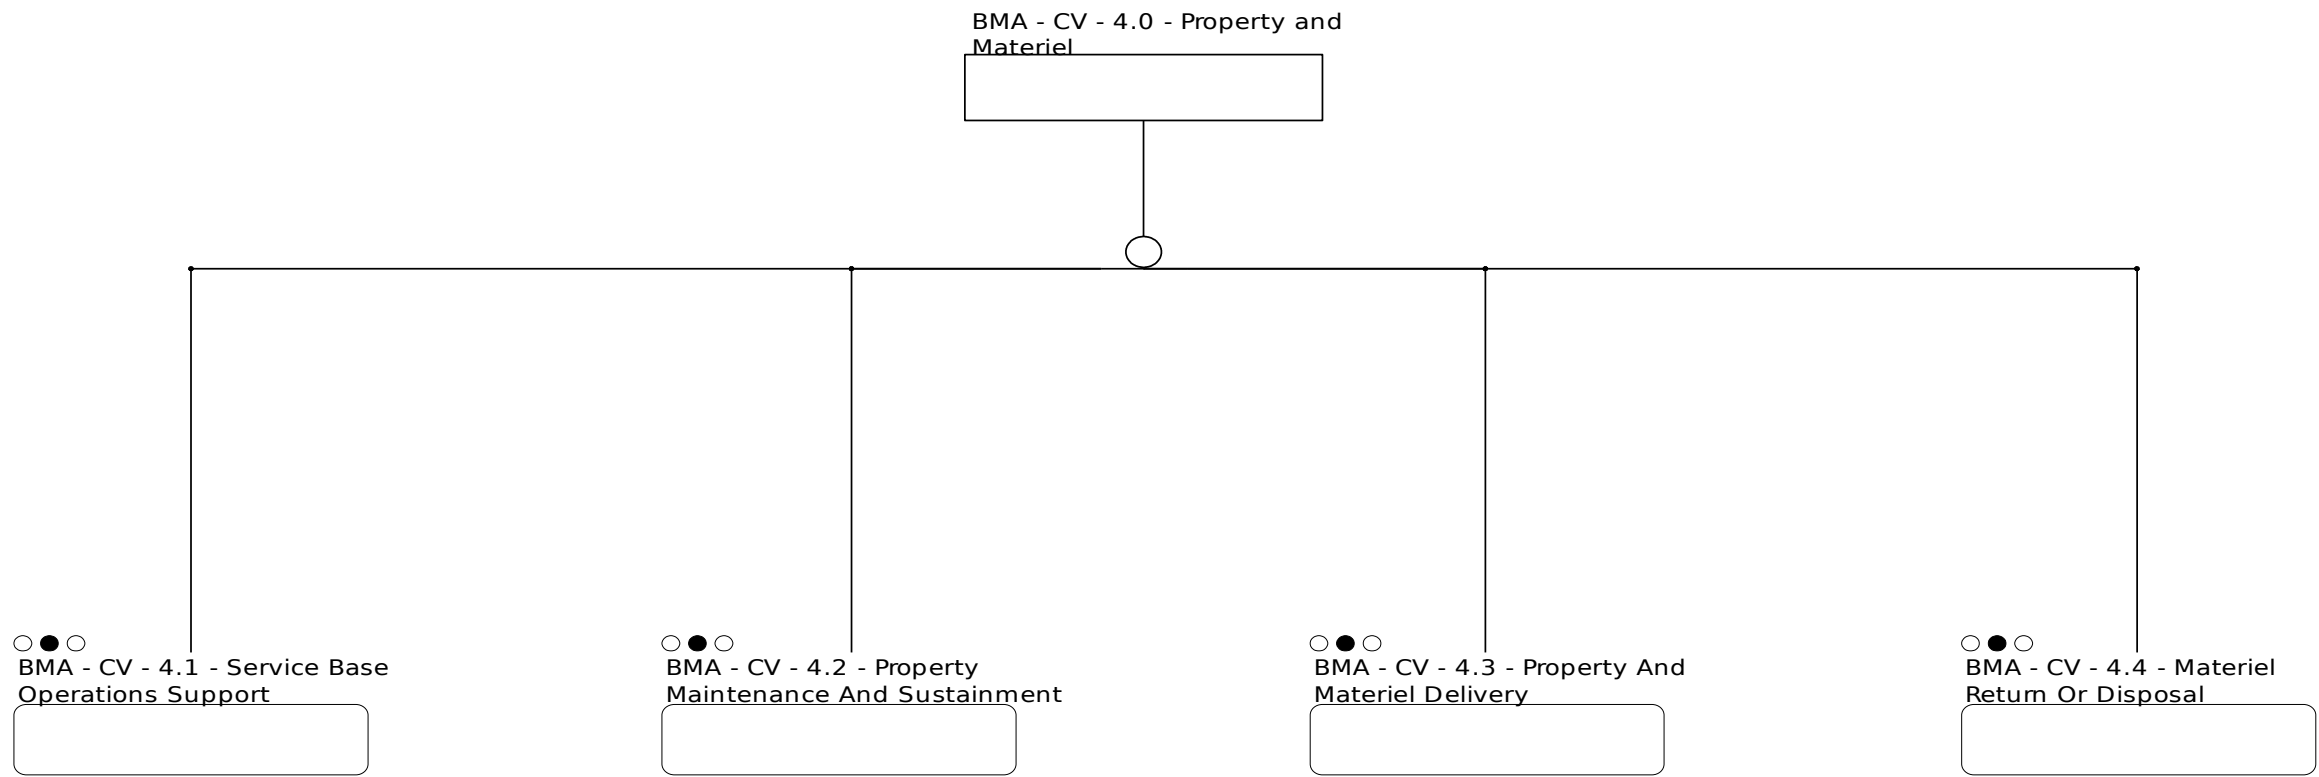 BMA - CV - 4.0 - Property and
Materiel
BMA - CV - 4.1 - Service Base
Operations Support
BMA - CV - 4.2 - Property
Maintenance And Sustainment
BMA - CV - 4.3 - Property And
Materiel Delivery
BMA - CV - 4.4 - Materiel
Return Or Disposal